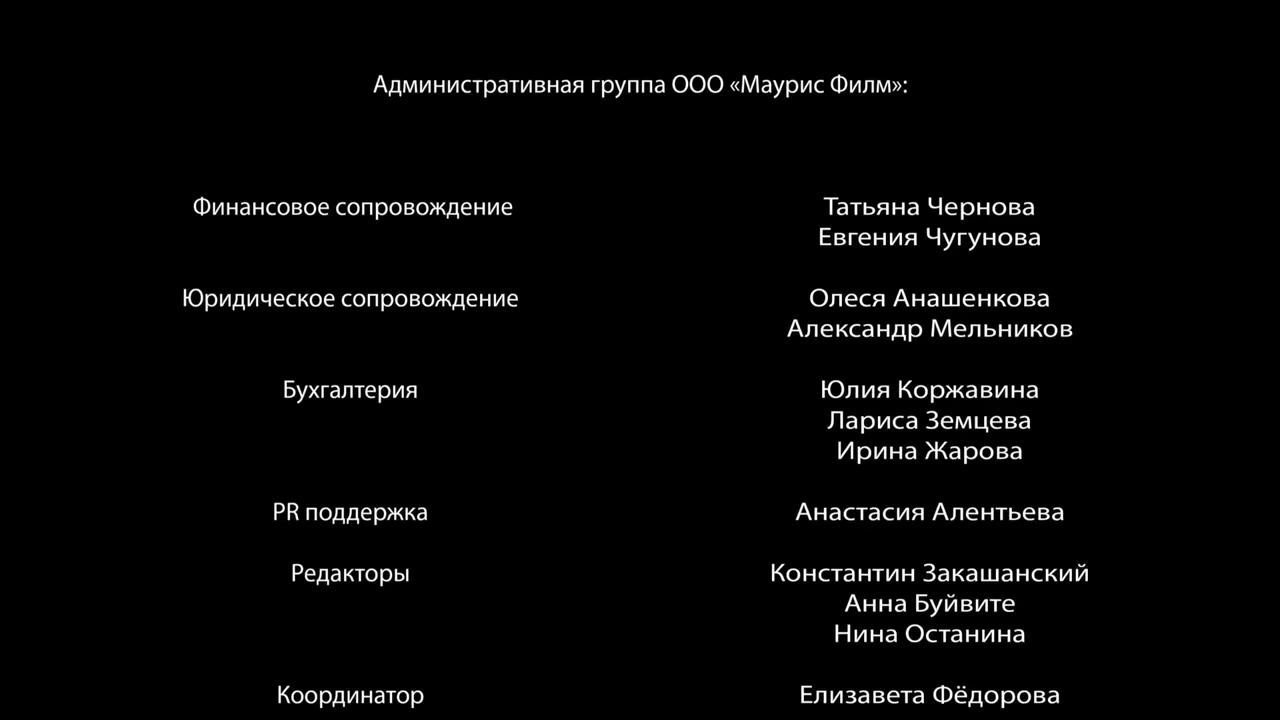 Административная группа ООО «Маурис Филм»:
Финансовое сопровождение Татьяна Чернова
Евгения Чугунова
Юридическое сопровождение Олеся Анашенкова
Александр Мельников
Бухгалтерия Юлия Коржавина
Лариса Земцева
Ирина Жарова
PR поддержка Анастасия Алентьева
Редакторы Константин Закашанский
Анна Буйвите
Нина Останина
Координатор Елизавета Фёдорова